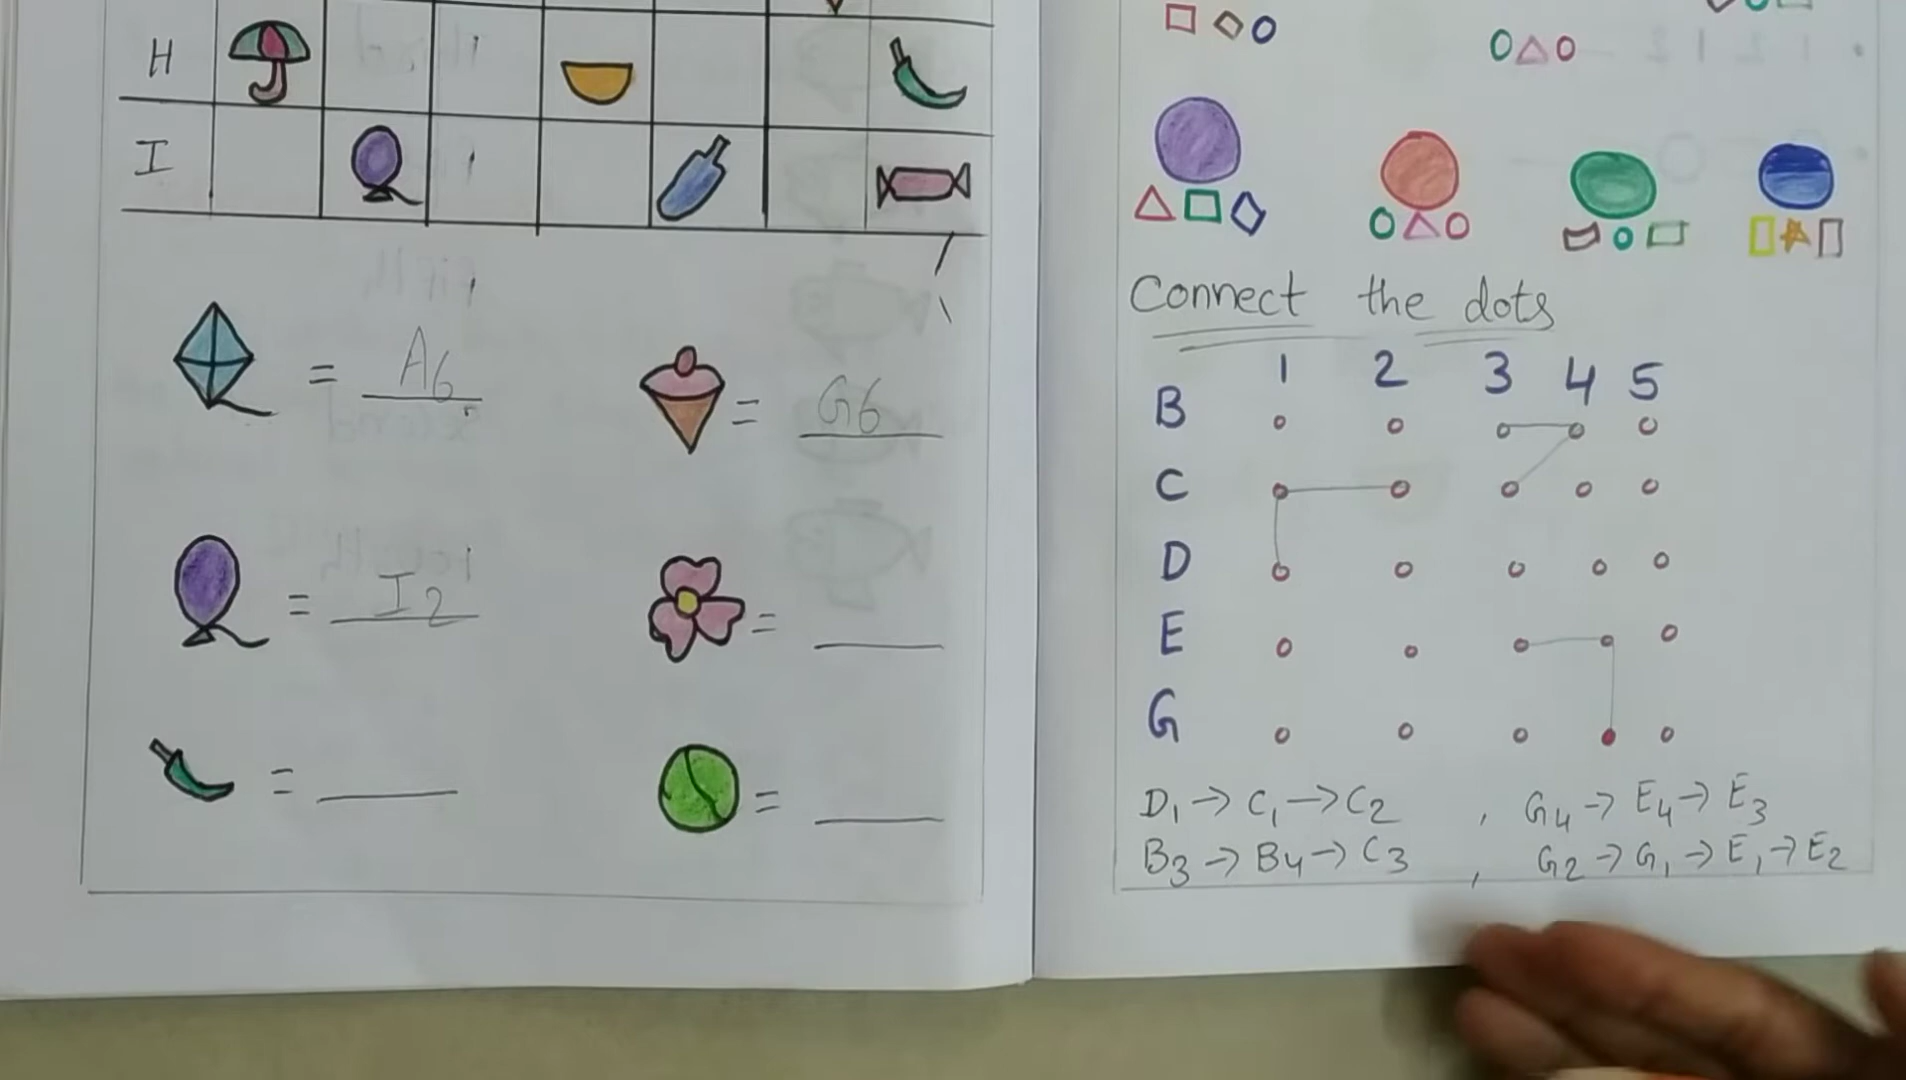 H
I
= A6
= G6
= I2
=
=
=
Connect the dots
1 2 3 4 5
B
C
D
E
G
D1 → C1 → C2 , G4 → E4 → E3
B3 → B4 → C3 , G2 → G1 → E1 → E2